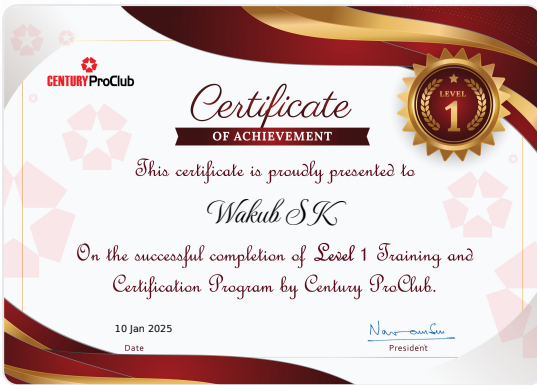 CENTURY ProClub
LEVEL
1
Certificate
OF ACHIEVEMENT
This certificate is proudly presented to
Wakub SK
On the successful completion of Level 1 Training and
Certification Program by Century ProClub.
10 Jan 2025
Date
President